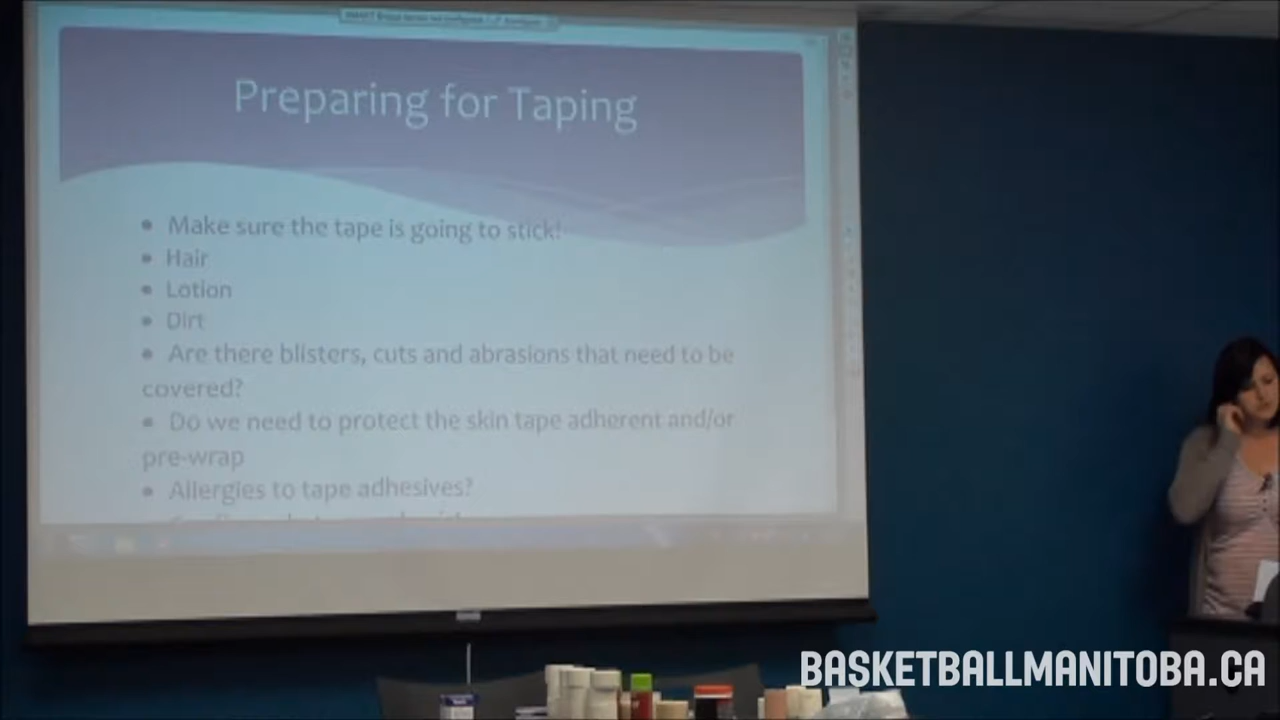 Preparing for Taping
• Make sure the tape is going to stick!
• Hair
• Lotion
• Dirt
• Are there blisters, cuts and abrasions that need to be
covered?
• Do we need to protect the skin tape adherent and/or
pre-wrap
• Allergies to tape adhesives?
BASKETBALLMANITOBA.CA